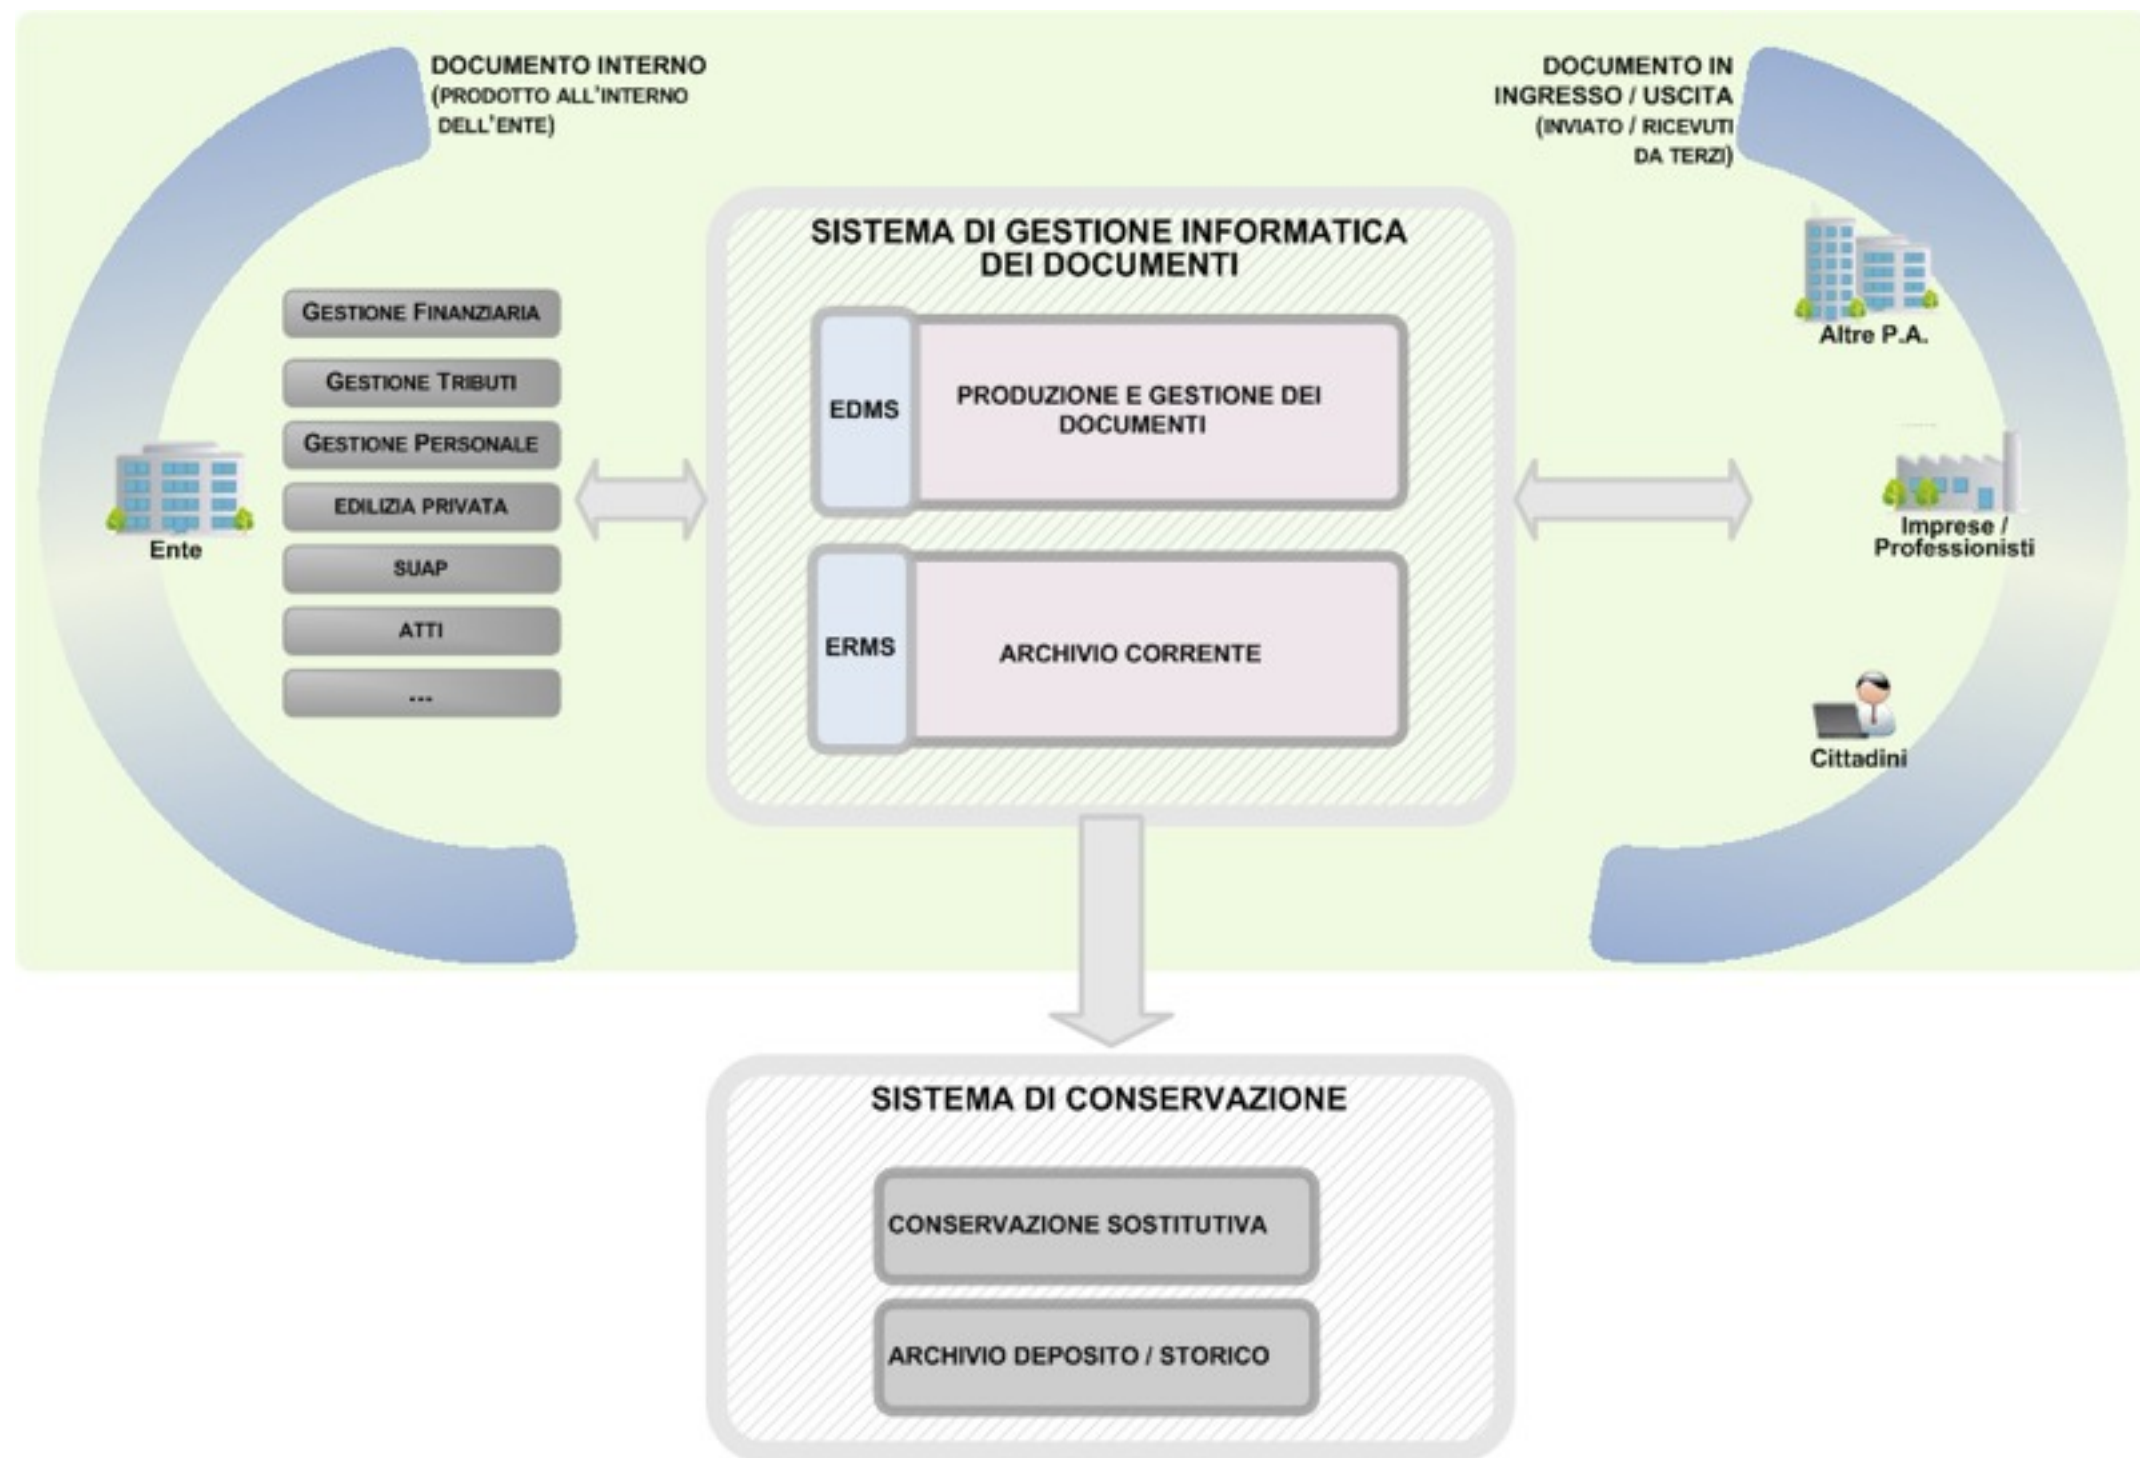 DOCUMENTO INTERNO
(PRODOTTO ALL'INTERNO
DELL'ENTE)
DOCUMENTO IN
INGRESSO / USCITA
(INVIATO / RICEVUTI
DA TERZI)
GESTIONE FINANZIARIA
GESTIONE TRIBUTI
GESTIONE PERSONALE
EDILIZIA PRIVATA
SUAP
ATTI
...
Ente
SISTEMA DI GESTIONE INFORMATICA
DEI DOCUMENTI
EDMS
PRODUZIONE E GESTIONE DEI
DOCUMENTI
ERMS
ARCHIVIO CORRENTE
Altre P.A.
Imprese /
Professionisti
Cittadini
SISTEMA DI CONSERVAZIONE
CONSERVAZIONE SOSTITUTIVA
ARCHIVIO DEPOSITO / STORICO